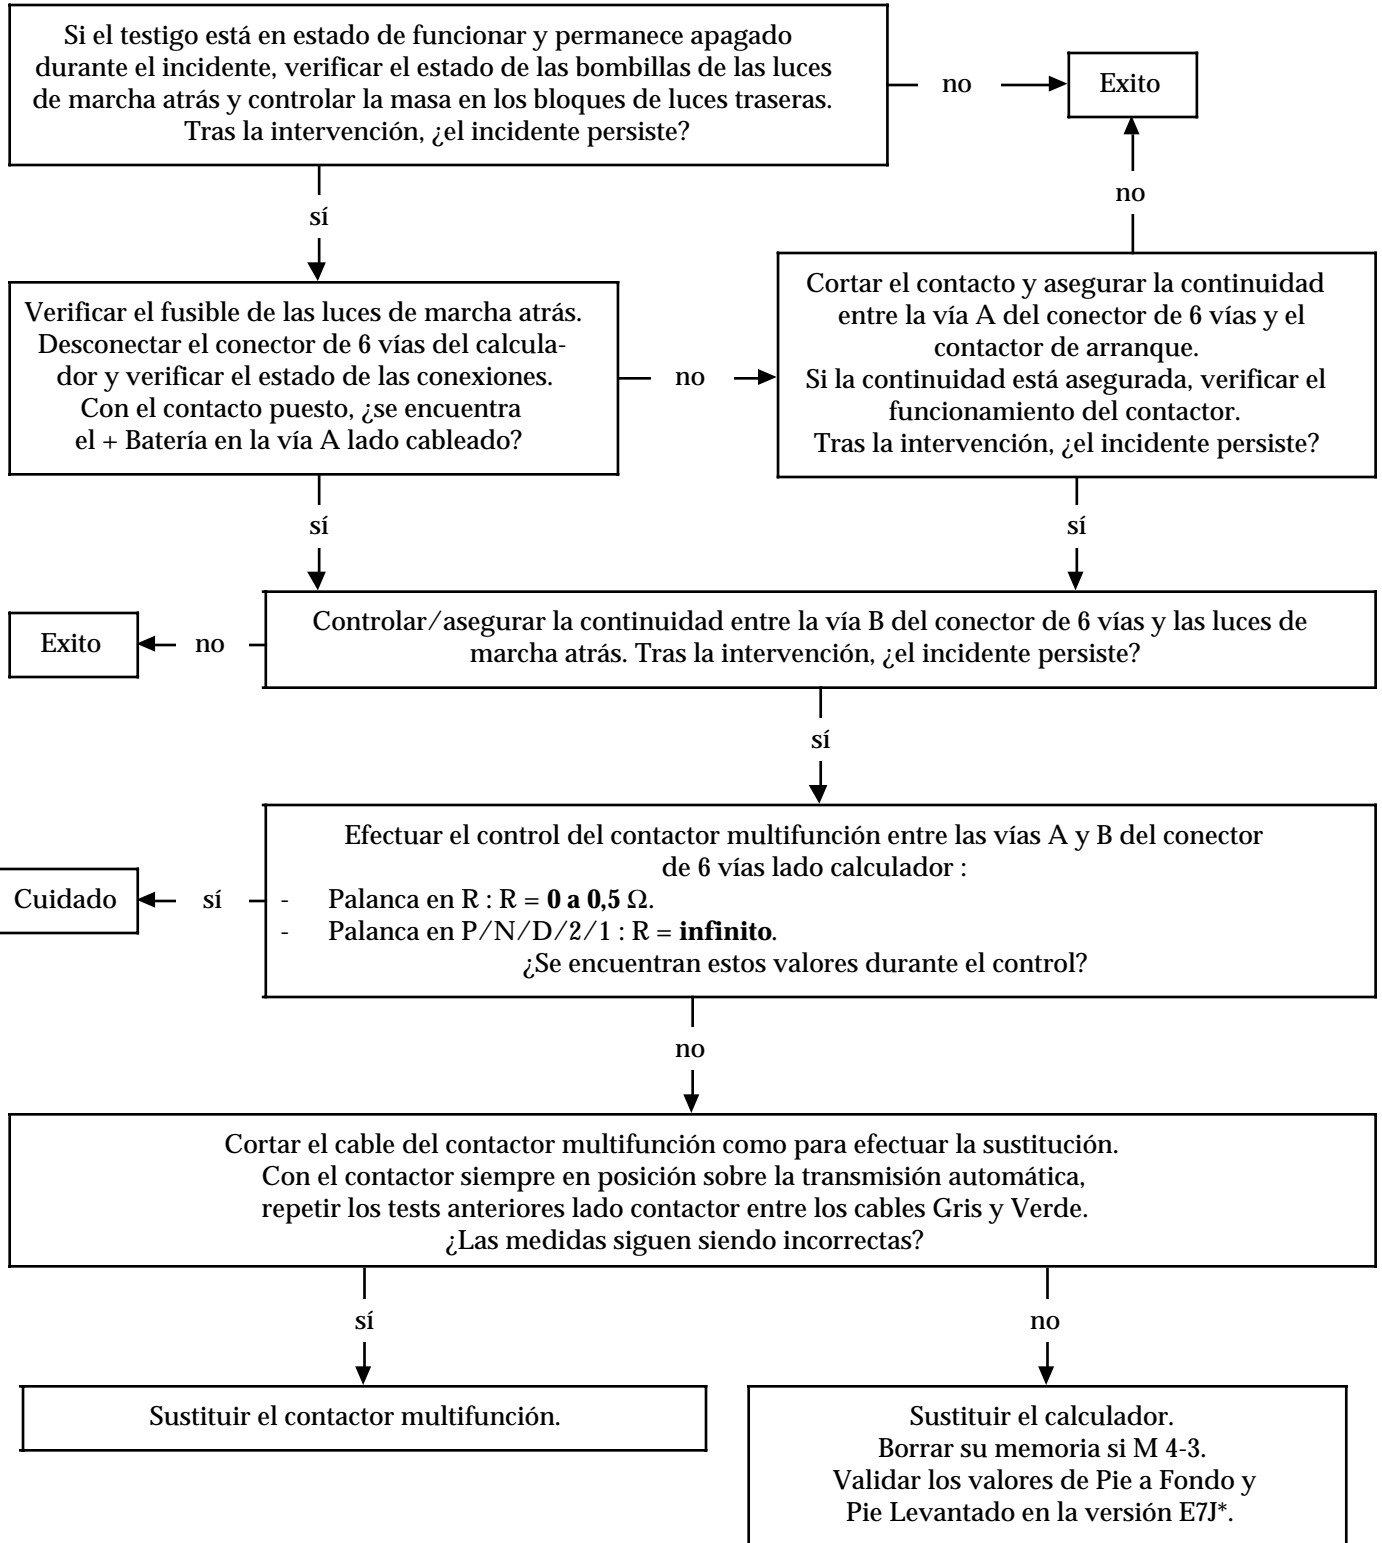 Si el testigo está en estado de funcionar y permanece apagado
durante el incidente, verificar el estado de las bombillas de las luces
de marcha atrás y controlar la masa en los bloques de luces traseras.
Tras la intervención, ¿el incidente persiste?
no
Exito
sí
no
Verificar el fusible de las luces de marcha atrás.
Desconectar el conector de 6 vías del calcula-
dor y verificar el estado de las conexiones.
Con el contacto puesto, ¿se encuentra
el + Batería en la vía A lado cableado?
no
Cortar el contacto y asegurar la continuidad
entre la vía A del conector de 6 vías y el
contactor de arranque.
Si la continuidad está asegurada, verificar el
funcionamiento del contactor.
Tras la intervención, ¿el incidente persiste?
sí
sí
Exito
no
Controlar/asegurar la continuidad entre la vía B del conector de 6 vías y las luces de
marcha atrás. Tras la intervención, ¿el incidente persiste?
sí
Cuidado
sí
Efectuar el control del contactor multifunción entre las vías A y B del conector
de 6 vías lado calculador :
- Palanca en R : R = 0 a 0,5 Ω.
- Palanca en P/N/D/2/1 : R = infinito.
¿Se encuentran estos valores durante el control?
no
Cortar el cable del contactor multifunción como para efectuar la sustitución.
Con el contactor siempre en posición sobre la transmisión automática,
repetir los tests anteriores lado contactor entre los cables Gris y Verde.
¿Las medidas siguen siendo incorrectas?
sí
no
Sustituir el contactor multifunción.
Sustituir el calculador.
Borrar su memoria si M 4-3.
Validar los valores de Pie a Fondo y
Pie Levantado en la versión E7J*.